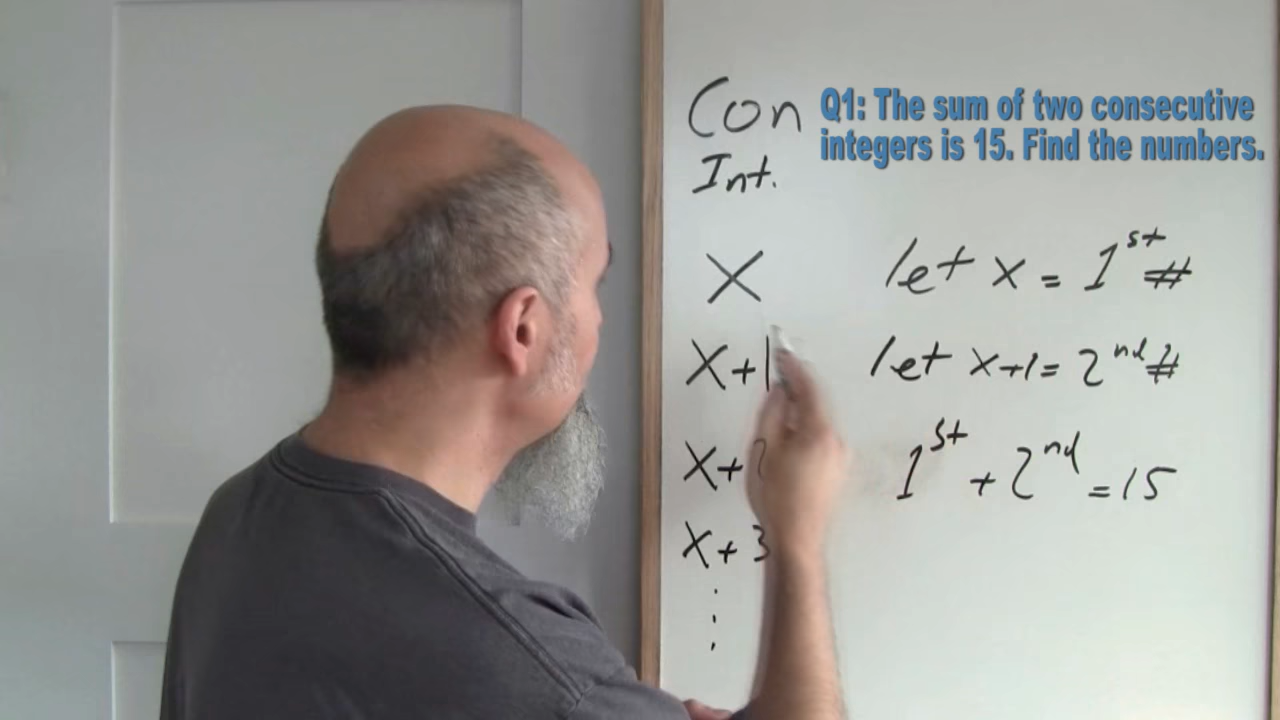 Con
Int.
Q1: The sum of two consecutive
integers is 15. Find the numbers.
X
X+1
X+2
X+3
⋮
let x = 1st #
let x+1 = 2nd #
1st + 2nd = 15